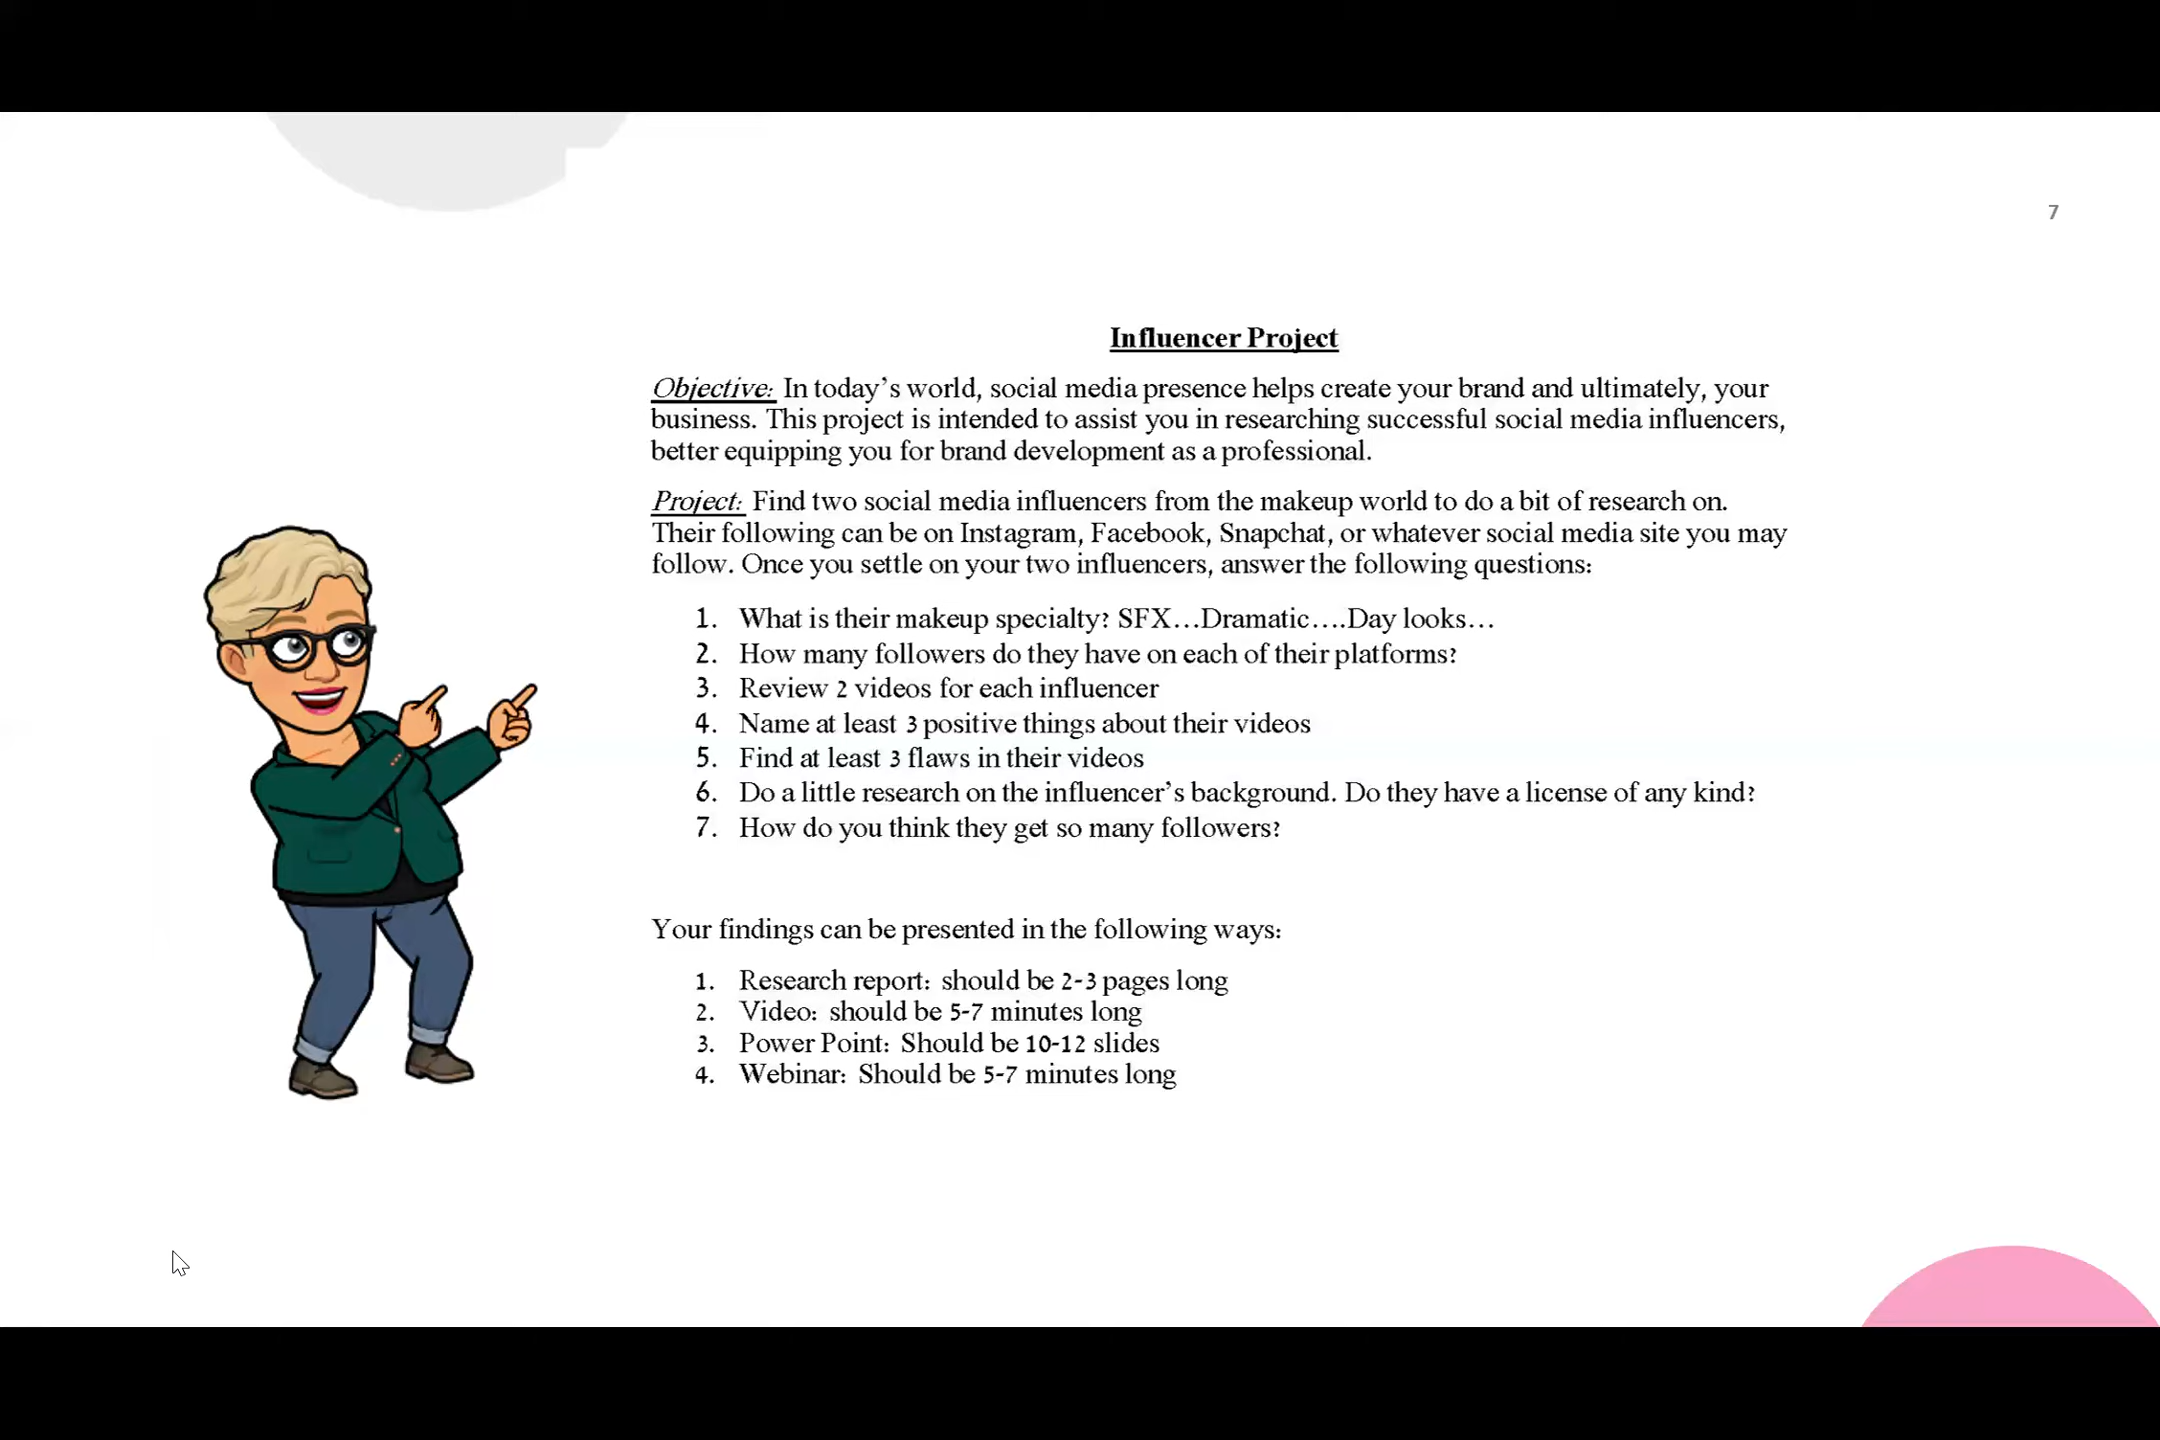 7
Influencer Project
Objective: In today’s world, social media presence helps create your brand and ultimately, your
business. This project is intended to assist you in researching successful social media influencers,
better equipping you for brand development as a professional.
Project: Find two social media influencers from the makeup world to do a bit of research on.
Their following can be on Instagram, Facebook, Snapchat, or whatever social media site you may
follow. Once you settle on your two influencers, answer the following questions:
1. What is their makeup specialty? SFX…Dramatic….Day looks…
2. How many followers do they have on each of their platforms?
3. Review 2 videos for each influencer
4. Name at least 3 positive things about their videos
5. Find at least 3 flaws in their videos
6. Do a little research on the influencer’s background. Do they have a license of any kind?
7. How do you think they get so many followers?
Your findings can be presented in the following ways:
1. Research report: should be 2-3 pages long
2. Video: should be 5-7 minutes long
3. Power Point: Should be 10-12 slides
4. Webinar: Should be 5-7 minutes long